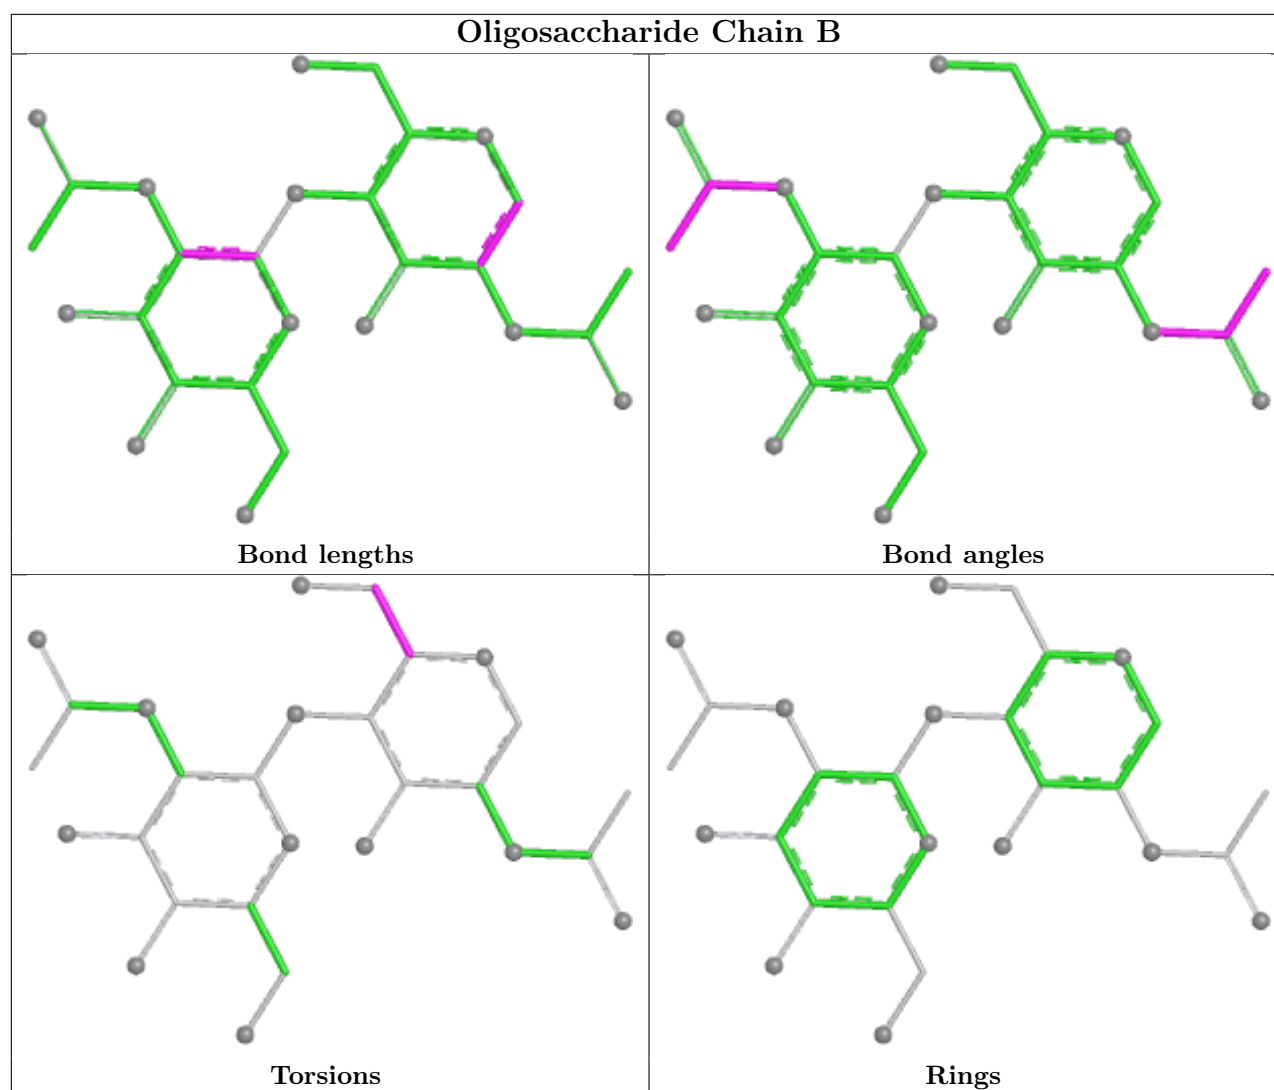 Oligosaccharide Chain B
Bond lengths
Bond angles
Torsions
Rings